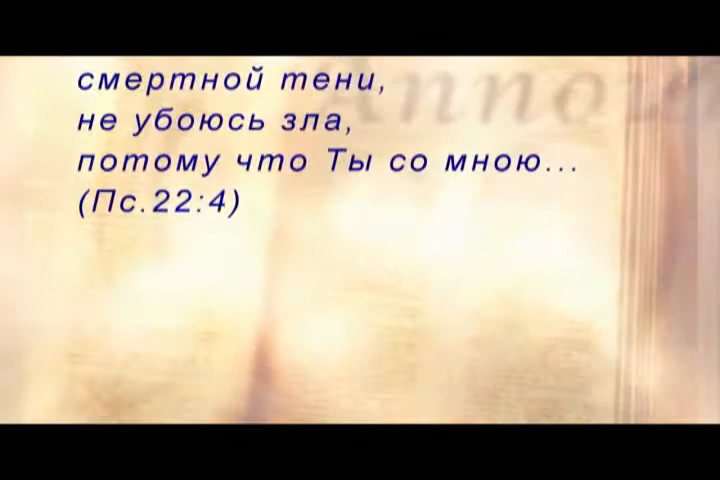 смертной тени,
не убоюсь зла,
потому что Ты со мною...
(Пс.22:4)